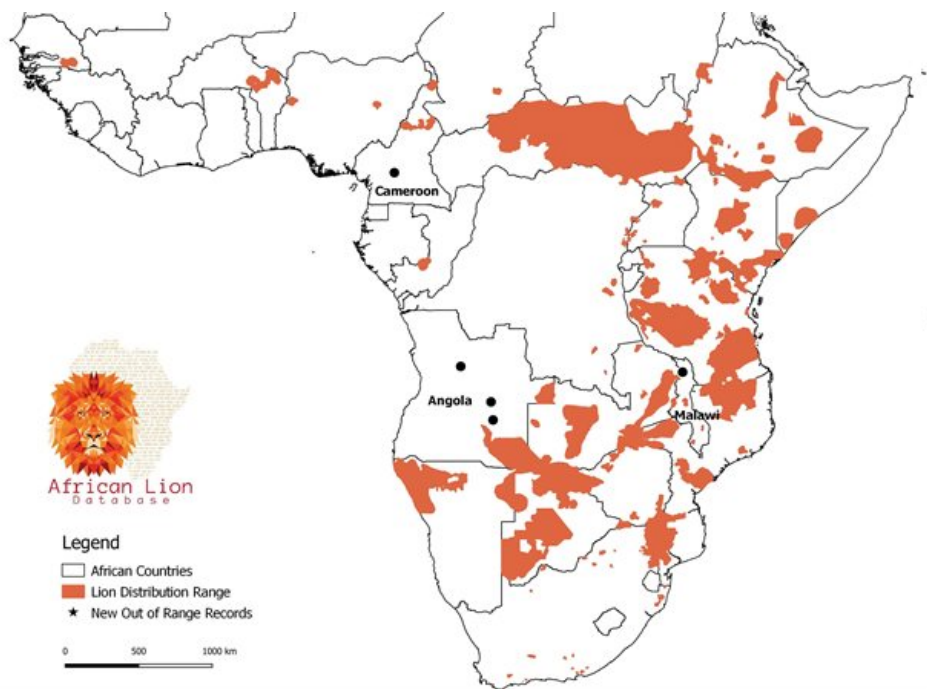 Cameroon
Angola
Malawi
African Lion
Database
Legend
African Countries
Lion Distribution Range
New Out of Range Records
0 500 1000 km